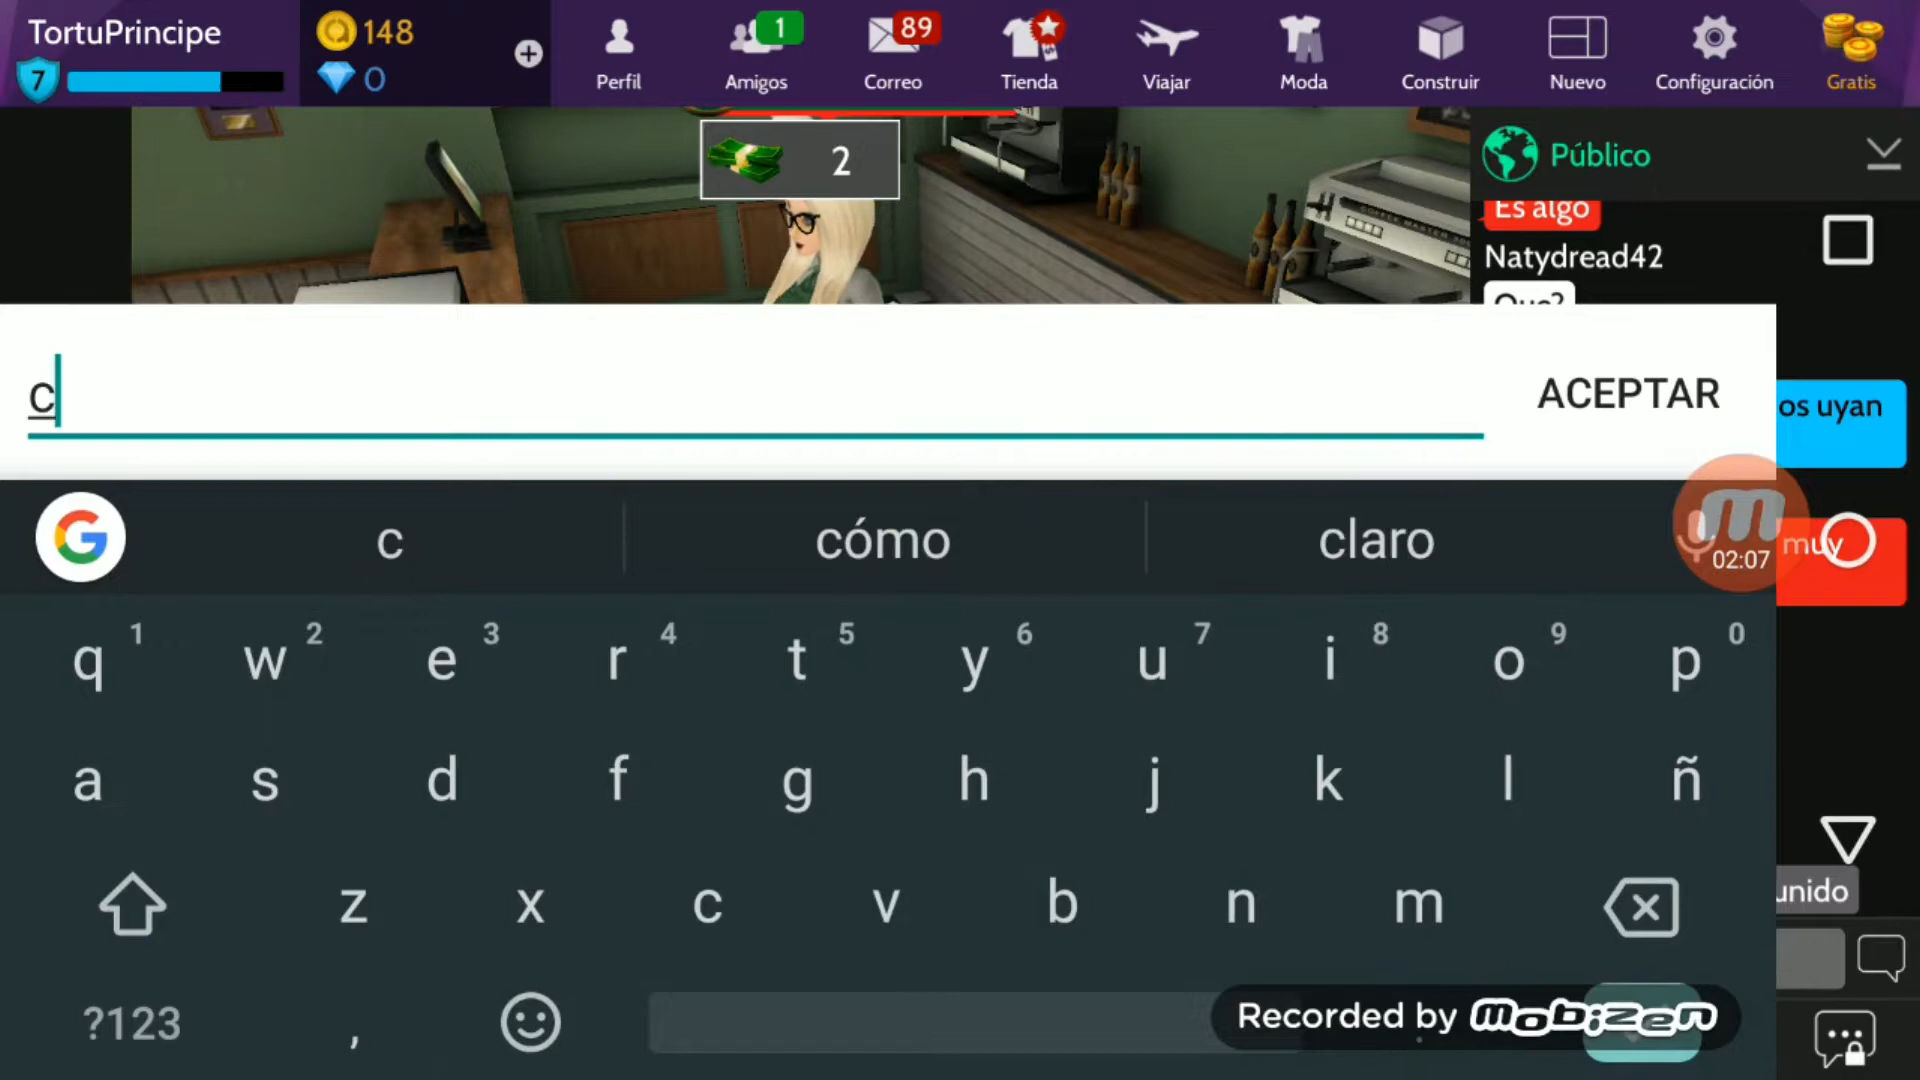 TortuPrincipe
7
148
0
Perfil
1
Amigos
89
Correo
Tienda
Viajar
Moda
Construir
Nuevo
Configuración
Gratis
2
Público
Es algo
Natydread42
Que?
c
ACEPTAR
os uyan
c
cómo
claro
02:07
muy
q 1 w 2 e 3 r 4 t 5 y 6 u 7 i 8 o 9 p 0
a s d f g h j k l ñ
z x c v b n m
unido
?123 ,
Recorded by mobizen